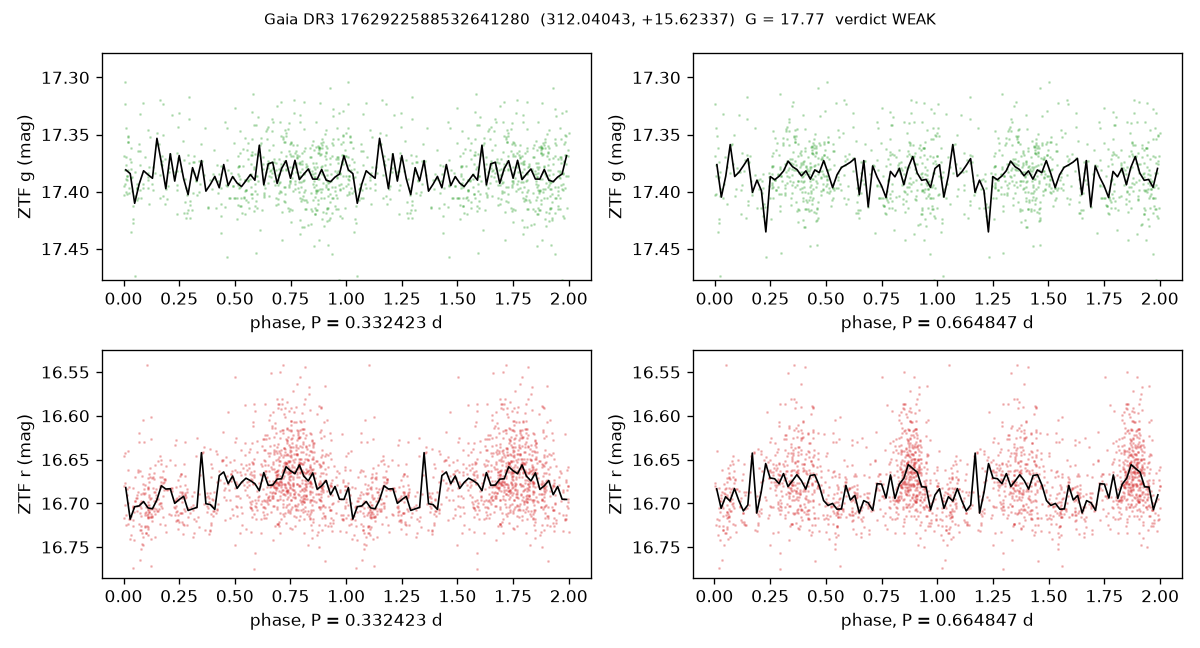 Gaia DR3 1762922588532641280 (312.04043, +15.62337) G = 17.77 verdict WEAK
ZTF g (mag)
17.30
17.35
17.40
17.45
0.00 0.25 0.50 0.75 1.00 1.25 1.50 1.75 2.00
phase, P = 0.332423 d
ZTF g (mag)
17.30
17.35
17.40
17.45
0.00 0.25 0.50 0.75 1.00 1.25 1.50 1.75 2.00
phase, P = 0.664847 d
ZTF r (mag)
16.55
16.60
16.65
16.70
16.75
0.00 0.25 0.50 0.75 1.00 1.25 1.50 1.75 2.00
phase, P = 0.332423 d
ZTF r (mag)
16.55
16.60
16.65
16.70
16.75
0.00 0.25 0.50 0.75 1.00 1.25 1.50 1.75 2.00
phase, P = 0.664847 d